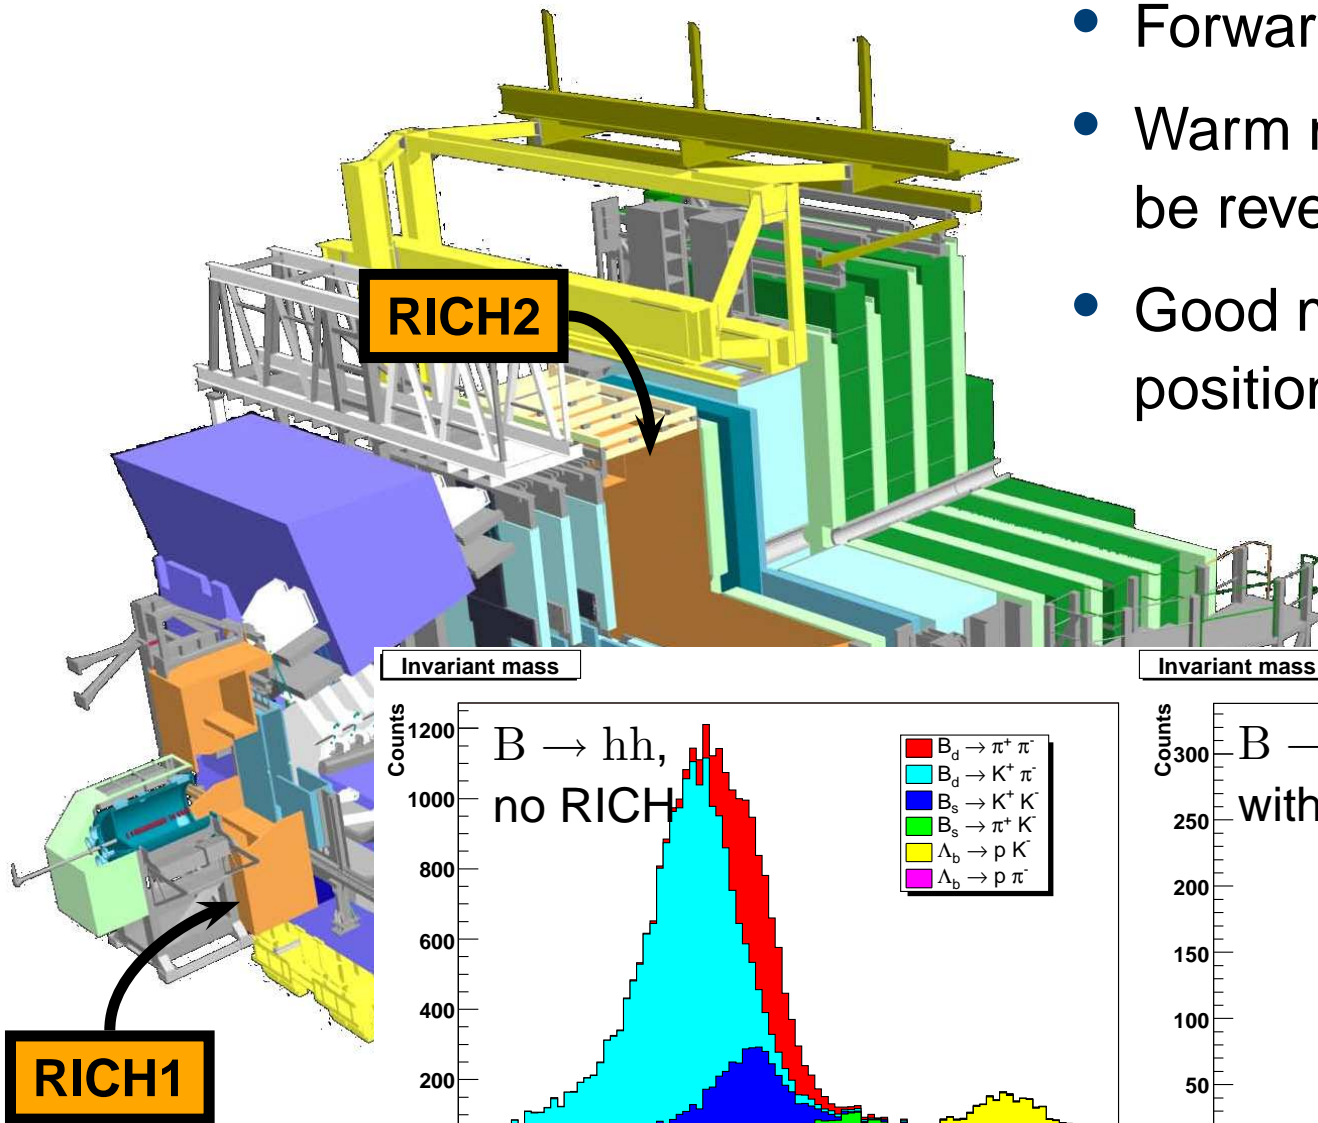 • Forwar
• Warm
be reve
• Good
position
RICH2
RICH1
Invariant mass
Counts
1200
1000
800
600
400
200
B → hh,
no RICH
B_d → π⁺ π⁻
B_d → K⁺ π⁻
B_s → K⁺ K⁻
B_s → π⁺ K⁻
Λ_b → p K⁻
Λ_b → p π⁻
Invariant mass
Counts
300
250
200
150
100
50
B →
with